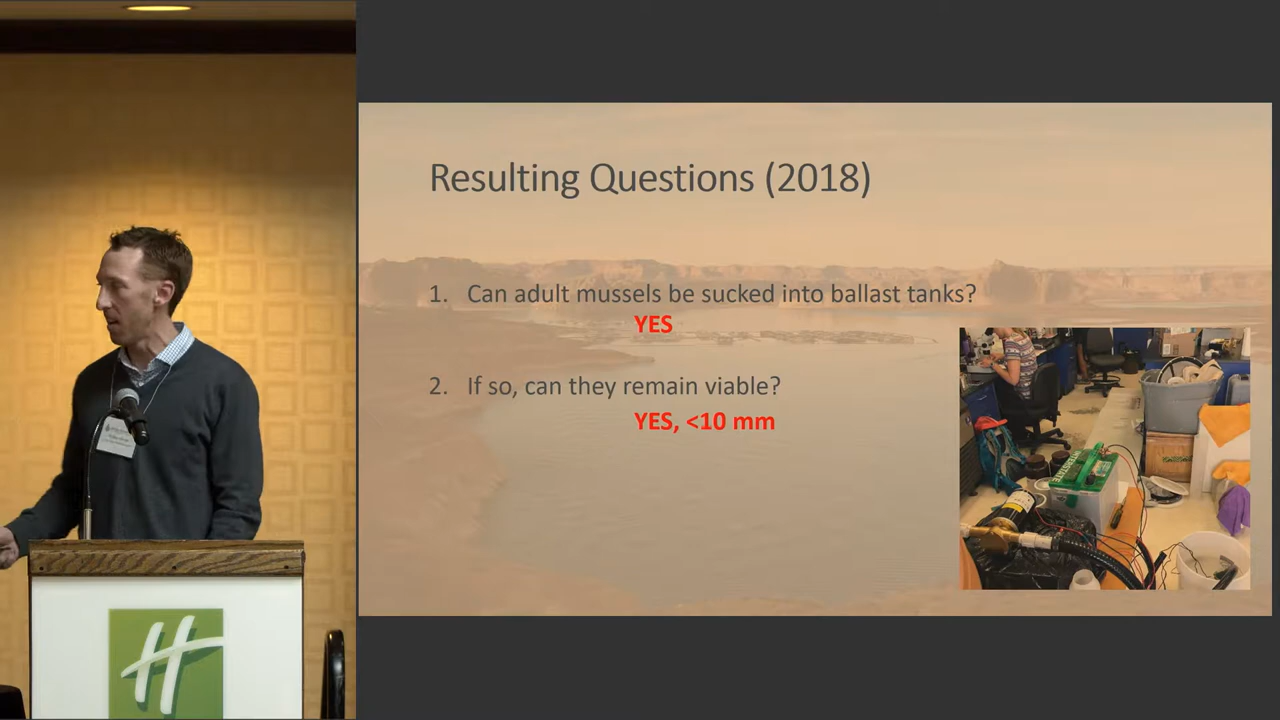 Resulting Questions (2018)
1. Can adult mussels be sucked into ballast tanks?
YES
2. If so, can they remain viable?
YES, <10 mm
INTERSTATE
H